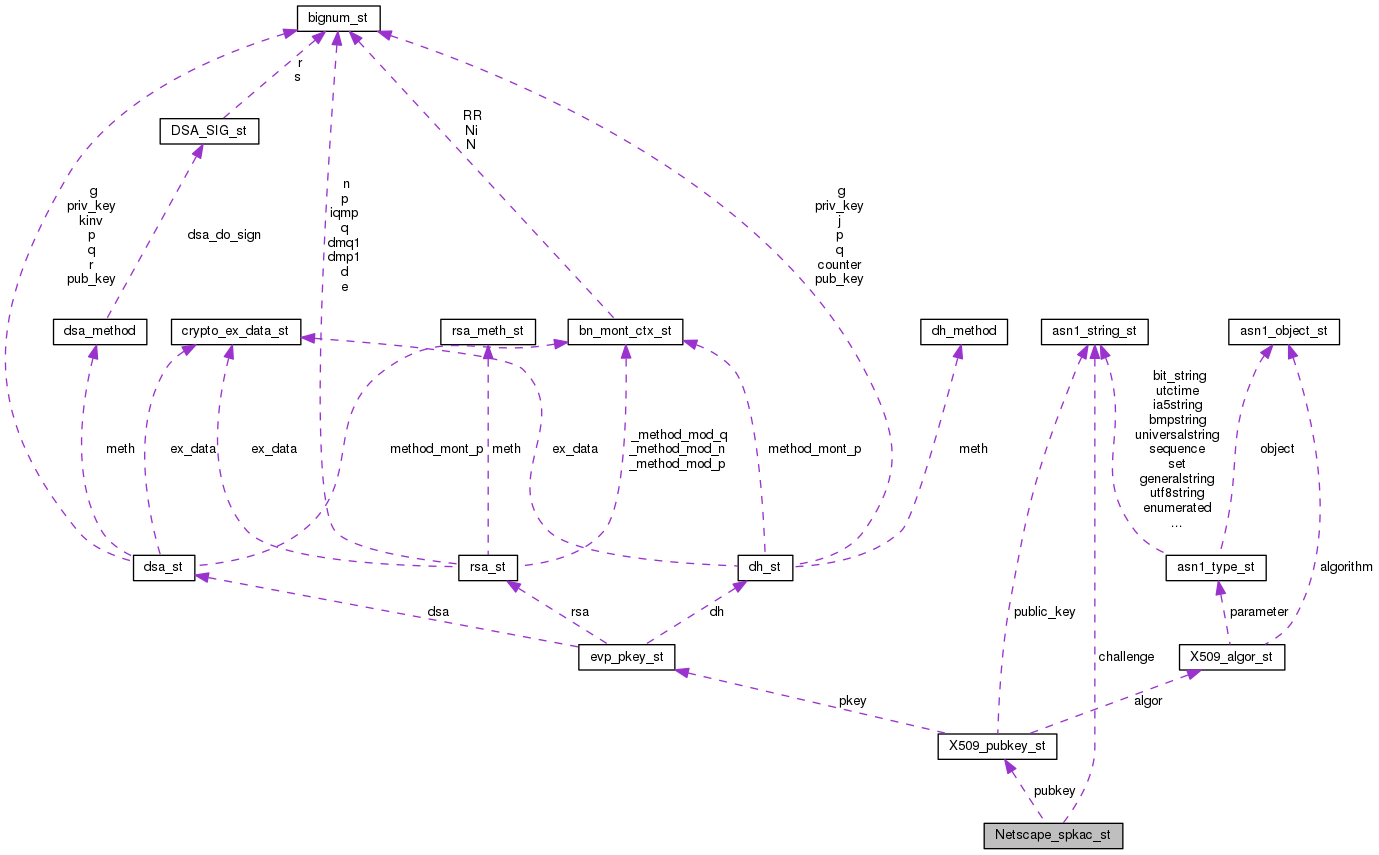 bignum_st
r
s
DSA_SIG_st
RR
Ni
N
n
p
iqmp
q
dmq1
dmp1
d
e
g
priv_key
kinv
p
q
r
pub_key
g
priv_key
j
p
q
counter
pub_key
dsa_do_sign
dsa_method
crypto_ex_data_st
rsa_meth_st
bn_mont_ctx_st
dh_method
asn1_string_st
asn1_object_st
bit_string
utctime
ia5string
bmpstring
universalstring
sequence
set
generalstring
utf8string
enumerated
...
meth
ex_data
ex_data
method_mont_p
meth
_method_mod_q
_method_mod_n
_method_mod_p
ex_data
method_mont_p
meth
object
dsa_st
rsa_st
dh_st
asn1_type_st
algorithm
dsa
rsa
dh
public_key
parameter
evp_pkey_st
challenge
X509_algor_st
pkey
algor
X509_pubkey_st
pubkey
Netscape_spkac_st